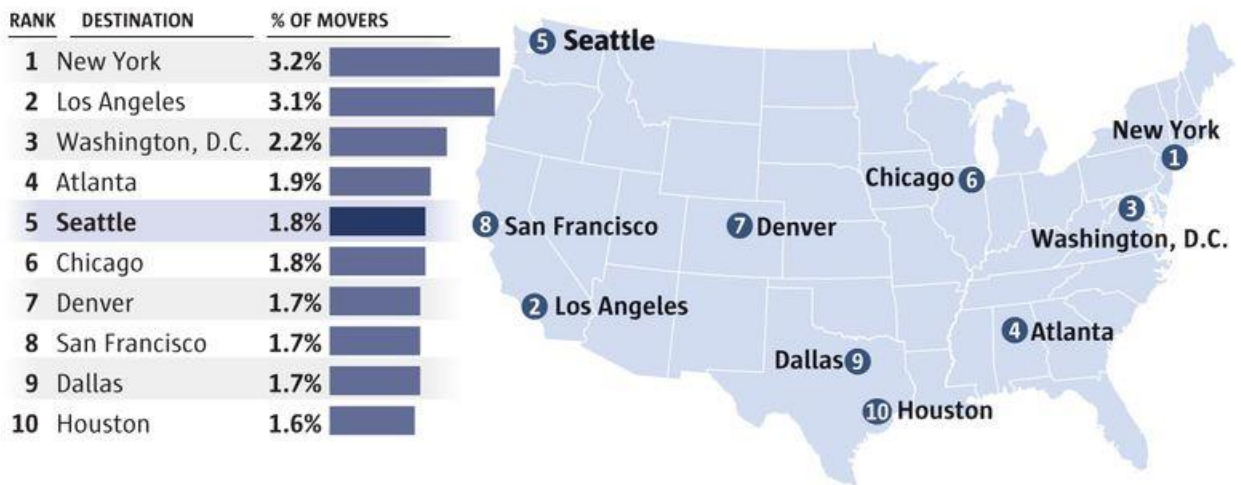 RANK DESTINATION % OF MOVERS
1 New York 3.2%
2 Los Angeles 3.1%
3 Washington, D.C. 2.2%
4 Atlanta 1.9%
5 Seattle 1.8%
6 Chicago 1.8%
7 Denver 1.7%
8 San Francisco 1.7%
9 Dallas 1.7%
10 Houston 1.6%
5 Seattle
New York
1
Chicago 6
3
Washington, D.C.
8 San Francisco
7 Denver
2 Los Angeles
4 Atlanta
Dallas 9
10 Houston